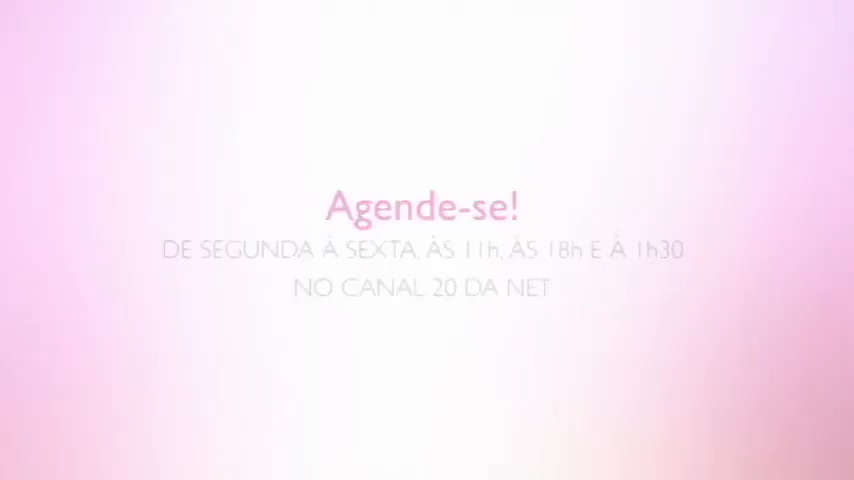 Agende-se!
DE SEGUNDA À SEXTA, ÀS 11h, ÀS 18h E À 1h30
NO CANAL 20 DA NET